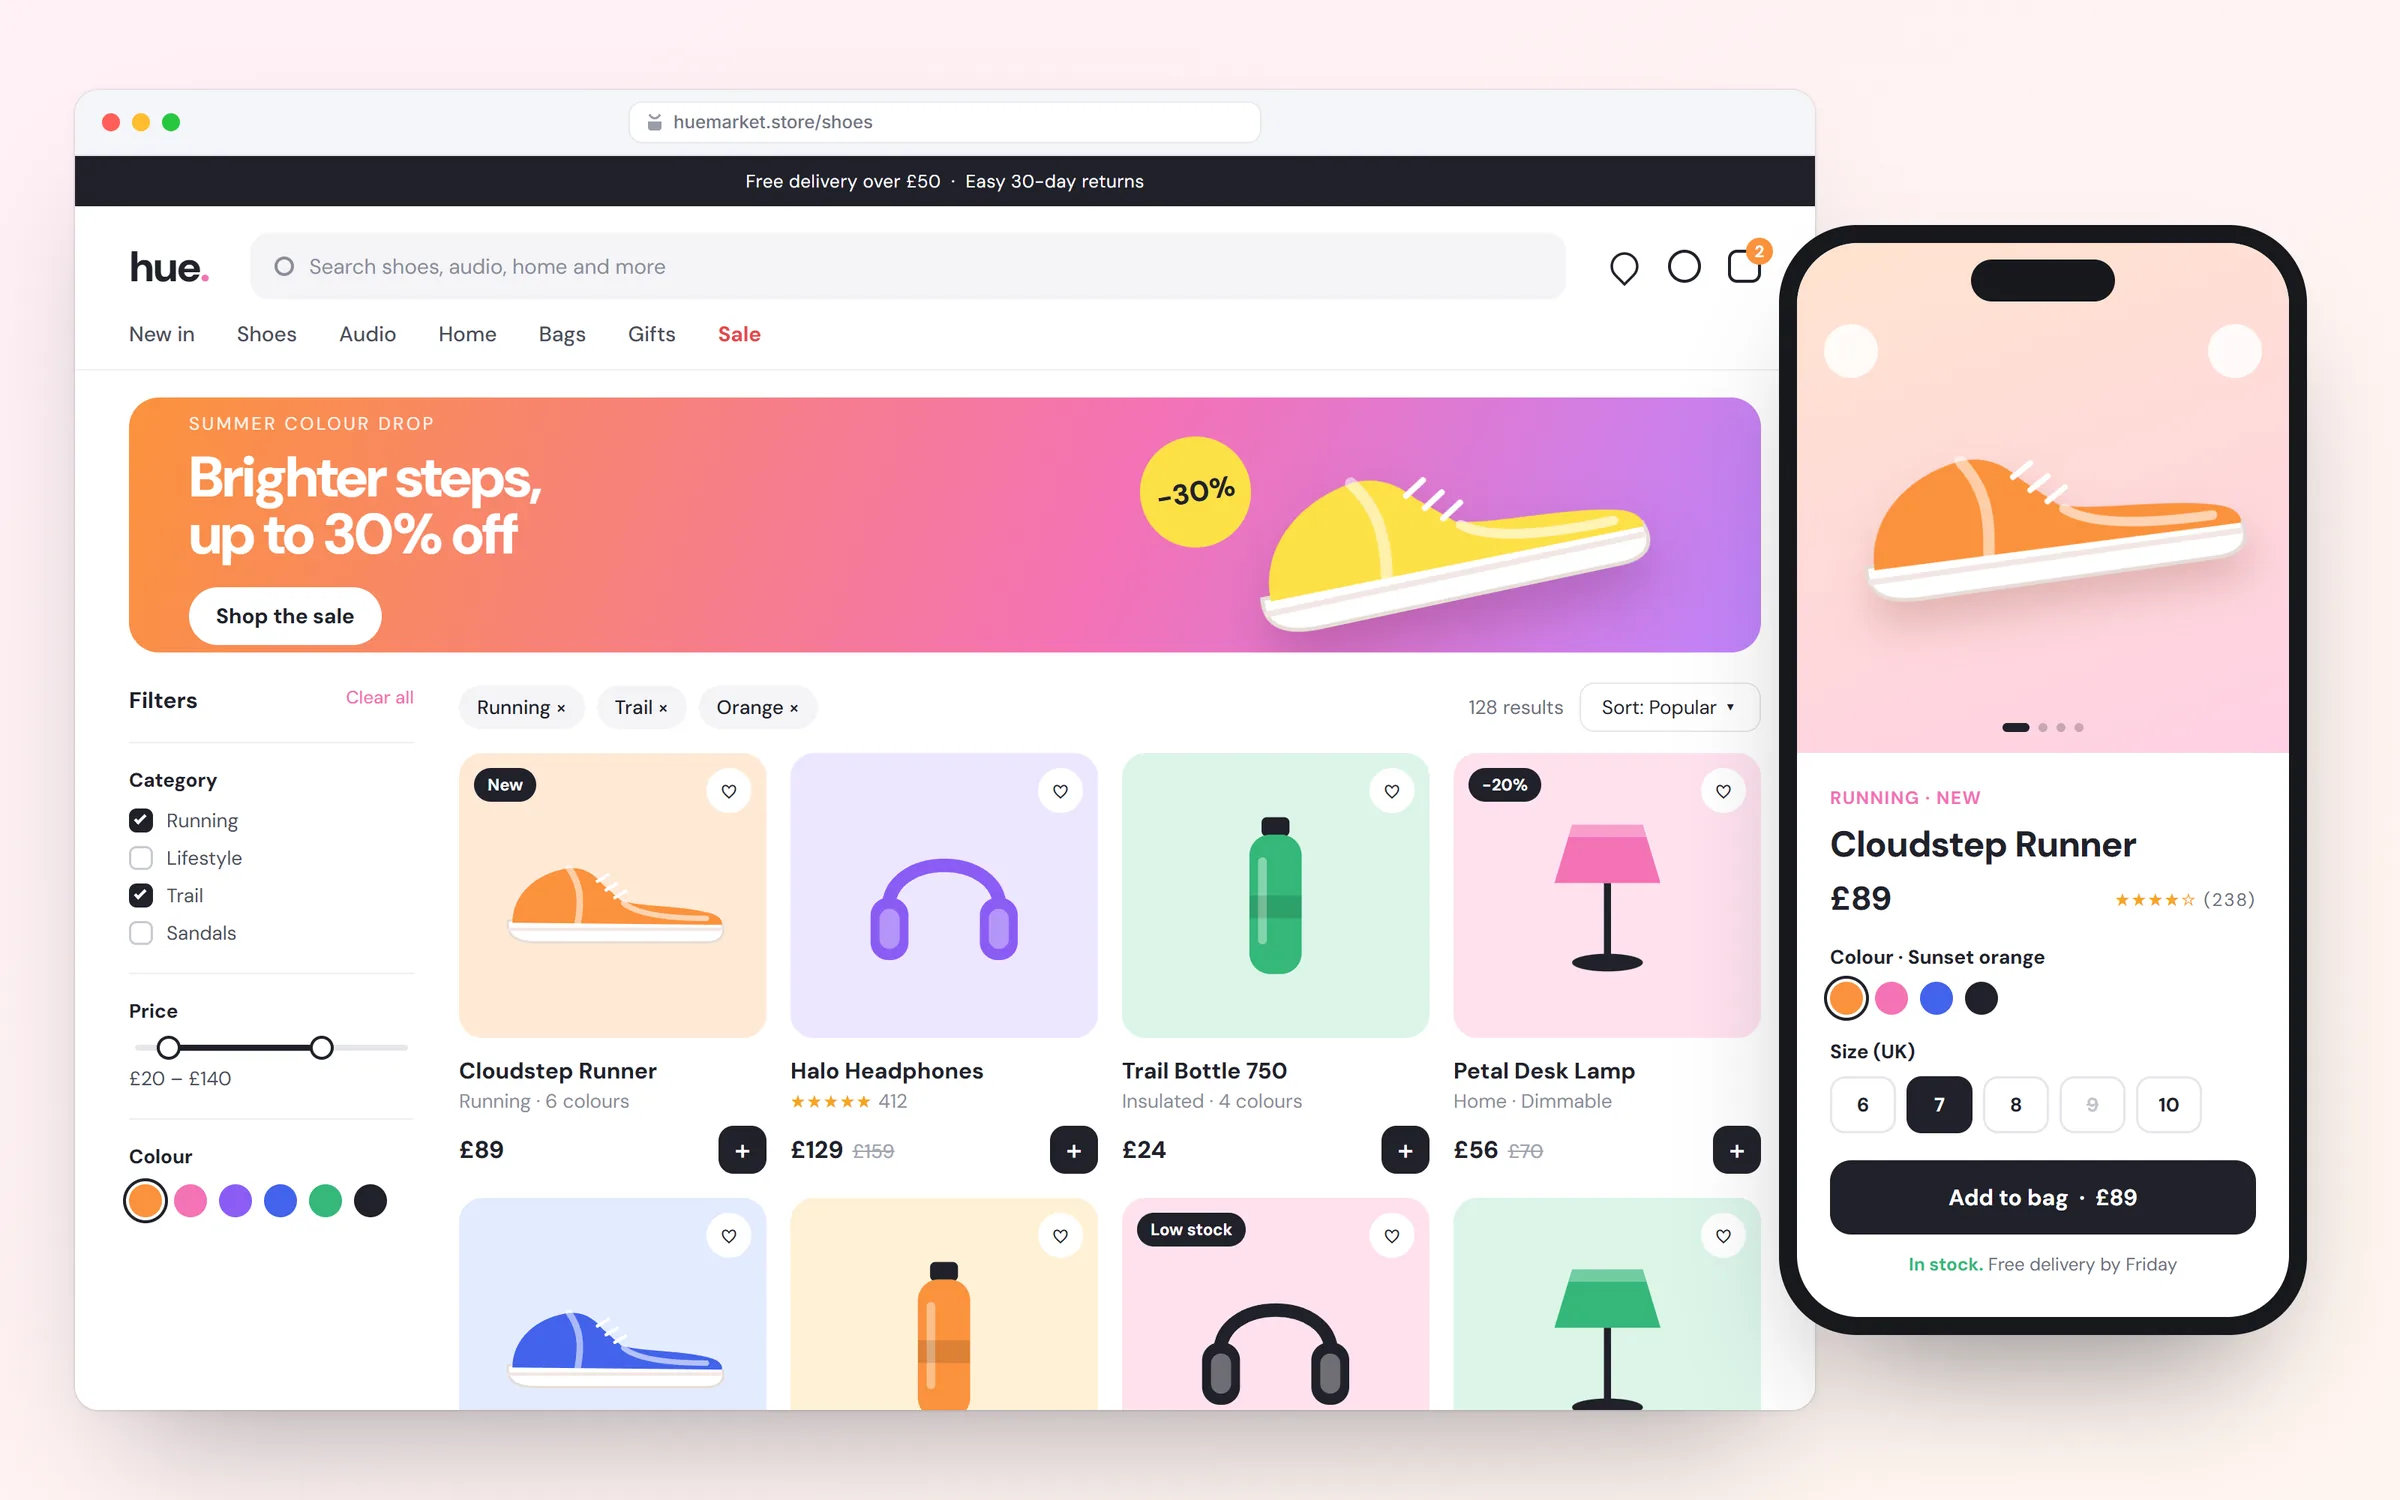 huemarket.store/shoes
Free delivery over £50 · Easy 30-day returns
hue.
Search shoes, audio, home and more
2
New in Shoes Audio Home Bags Gifts Sale
SUMMER COLOUR DROP
Brighter steps,
up to 30% off
Shop the sale
-30%
Filters Clear all
Category
Running
Lifestyle
Trail
Sandals
Price
£20 – £140
Colour
Running × Trail × Orange ×
128 results Sort: Popular ▾
New
Cloudstep Runner
Running · 6 colours
£89 +
Halo Headphones
★★★★★ 412
£129 £159 +
Trail Bottle 750
Insulated · 4 colours
£24 +
-20%
Petal Desk Lamp
Home · Dimmable
£56 £70 +
Low stock
RUNNING · NEW
Cloudstep Runner
£89 ★★★★☆ (238)
Colour · Sunset orange
Size (UK)
6 7 8 9 10
Add to bag · £89
In stock. Free delivery by Friday